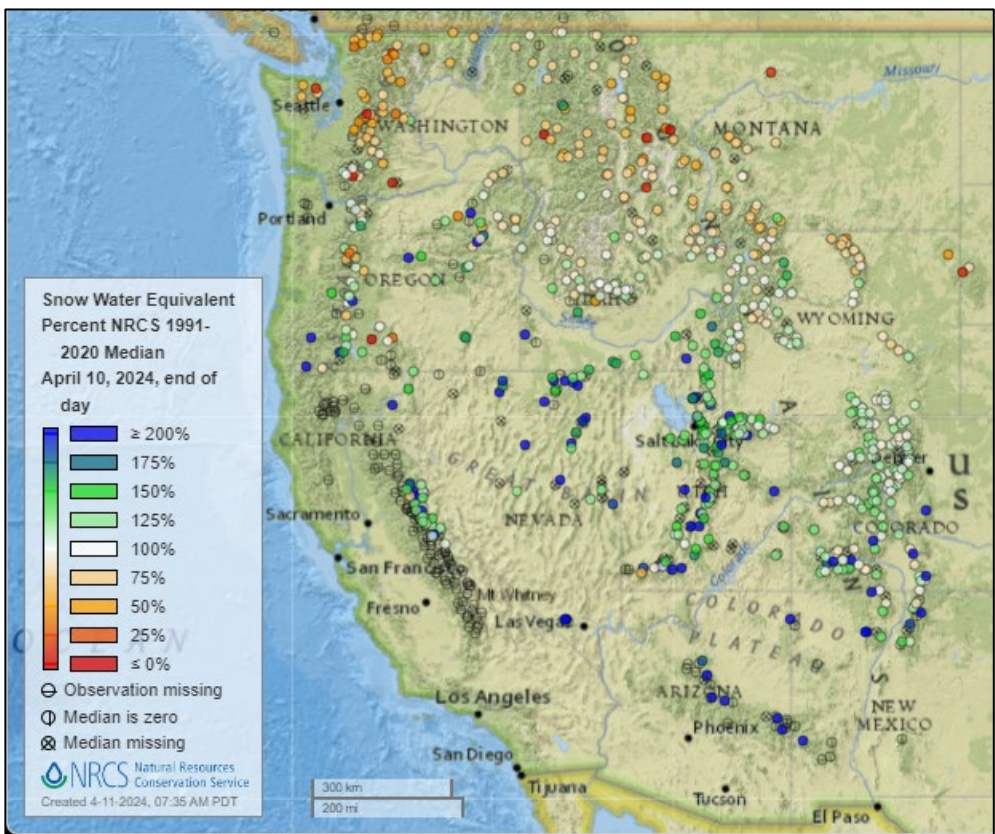 Snow Water Equivalent
Percent NRCS 1991-
2020 Median
April 10, 2024, end of
day
≥ 200%
175%
150%
125%
100%
75%
50%
25%
≤ 0%
Observation missing
Median is zero
Median missing
NRCS Natural Resources
Conservation Service
Created 4-11-2024, 07:35 AM PDT
300 km
200 mi
Missouri
Seattle
WASHINGTON
MONTANA
Portland
OREGON
IDAHO
Snake
WYOMING
CALIFORNIA
Salt Lake City
Denver
U
S
GREAT BASIN
UTAH
Sacramento
NEVADA
COLORADO
San Francisco
Colorado
Mt Whitney
Fresno
Las Vegas
COLORADO
PLATEAU
OCEAN
ARIZONA
Los Angeles
NEW
MEXICO
Phoenix
San Diego
Tijuana
Tucson
El Paso